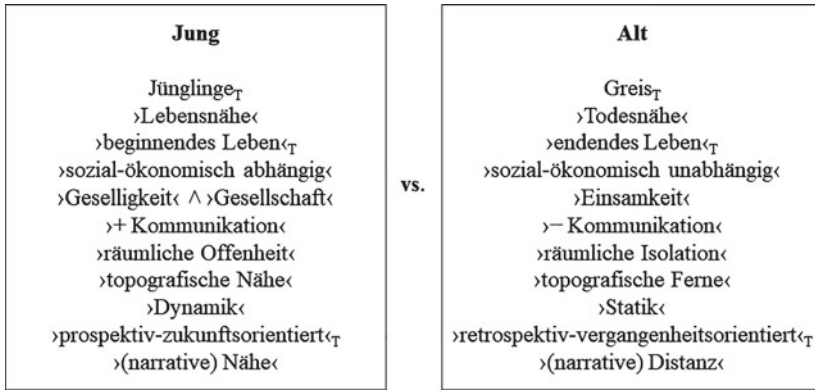 Jung
Jünglinge_T
›Lebensnähe‹
›beginnendes Leben‹_T
›sozial-ökonomisch abhängig‹
›Geselligkeit‹ ∧ ›Gesellschaft‹
›+ Kommunikation‹
›räumliche Offenheit‹
›topografische Nähe‹
›Dynamik‹
›prospektiv-zukunftsorientiert‹_T
›(narrative) Nähe‹
vs.
Alt
Greis_T
›Todesnähe‹
›endendes Leben‹_T
›sozial-ökonomisch unabhängig‹
›Einsamkeit‹
›− Kommunikation‹
›räumliche Isolation‹
›topografische Ferne‹
›Statik‹
›retrospektiv-vergangenheitsorientiert‹_T
›(narrative) Distanz‹